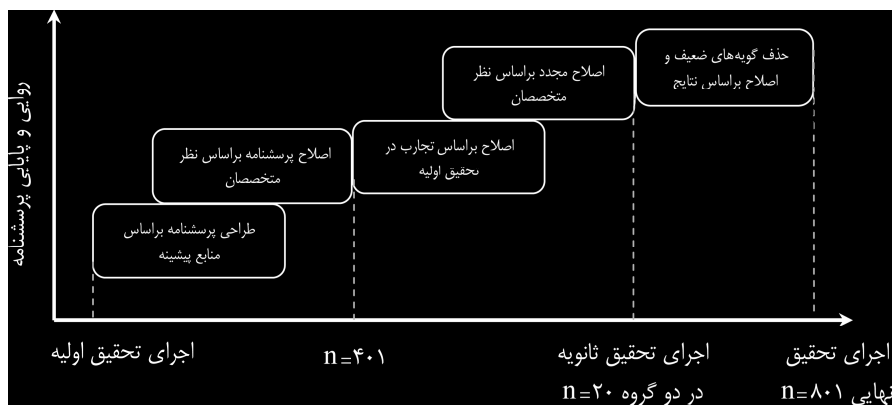 روایی و پایایی پرسشنامه
حذف گویه‌های ضعیف و
اصلاح براساس نتایج
اصلاح مجدد براساس نظر
متخصصان
اصلاح براساس تجارب در
تحقیق اولیه
اصلاح پرسشنامه براساس نظر
متخصصان
طراحی پرسشنامه براساس
منابع پیشینه
اجرای تحقیق اولیه
n=۴۰۱
اجرای تحقیق ثانویه
در دو گروه n=۲۰
اجرای تحقیق
نهایی n=۸۰۱